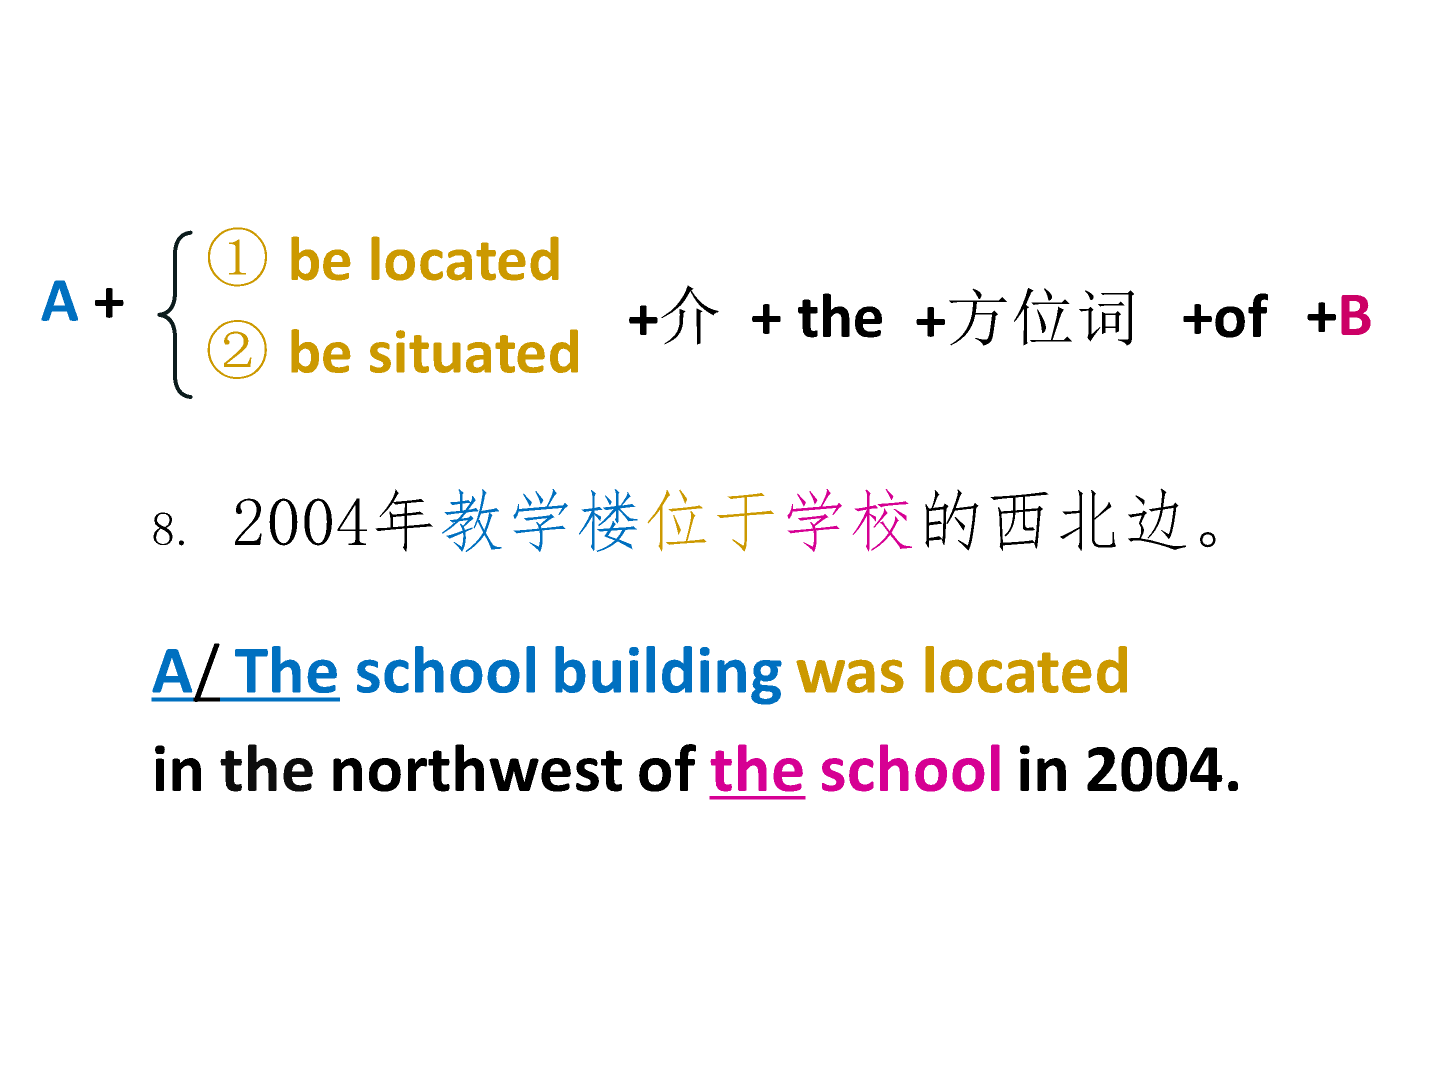 A + ① be located
② be situated
+介 + the +方位词 +of +B
8. 2004年教学楼位于学校的西北边。
A/ The school building was located
in the northwest of the school in 2004.